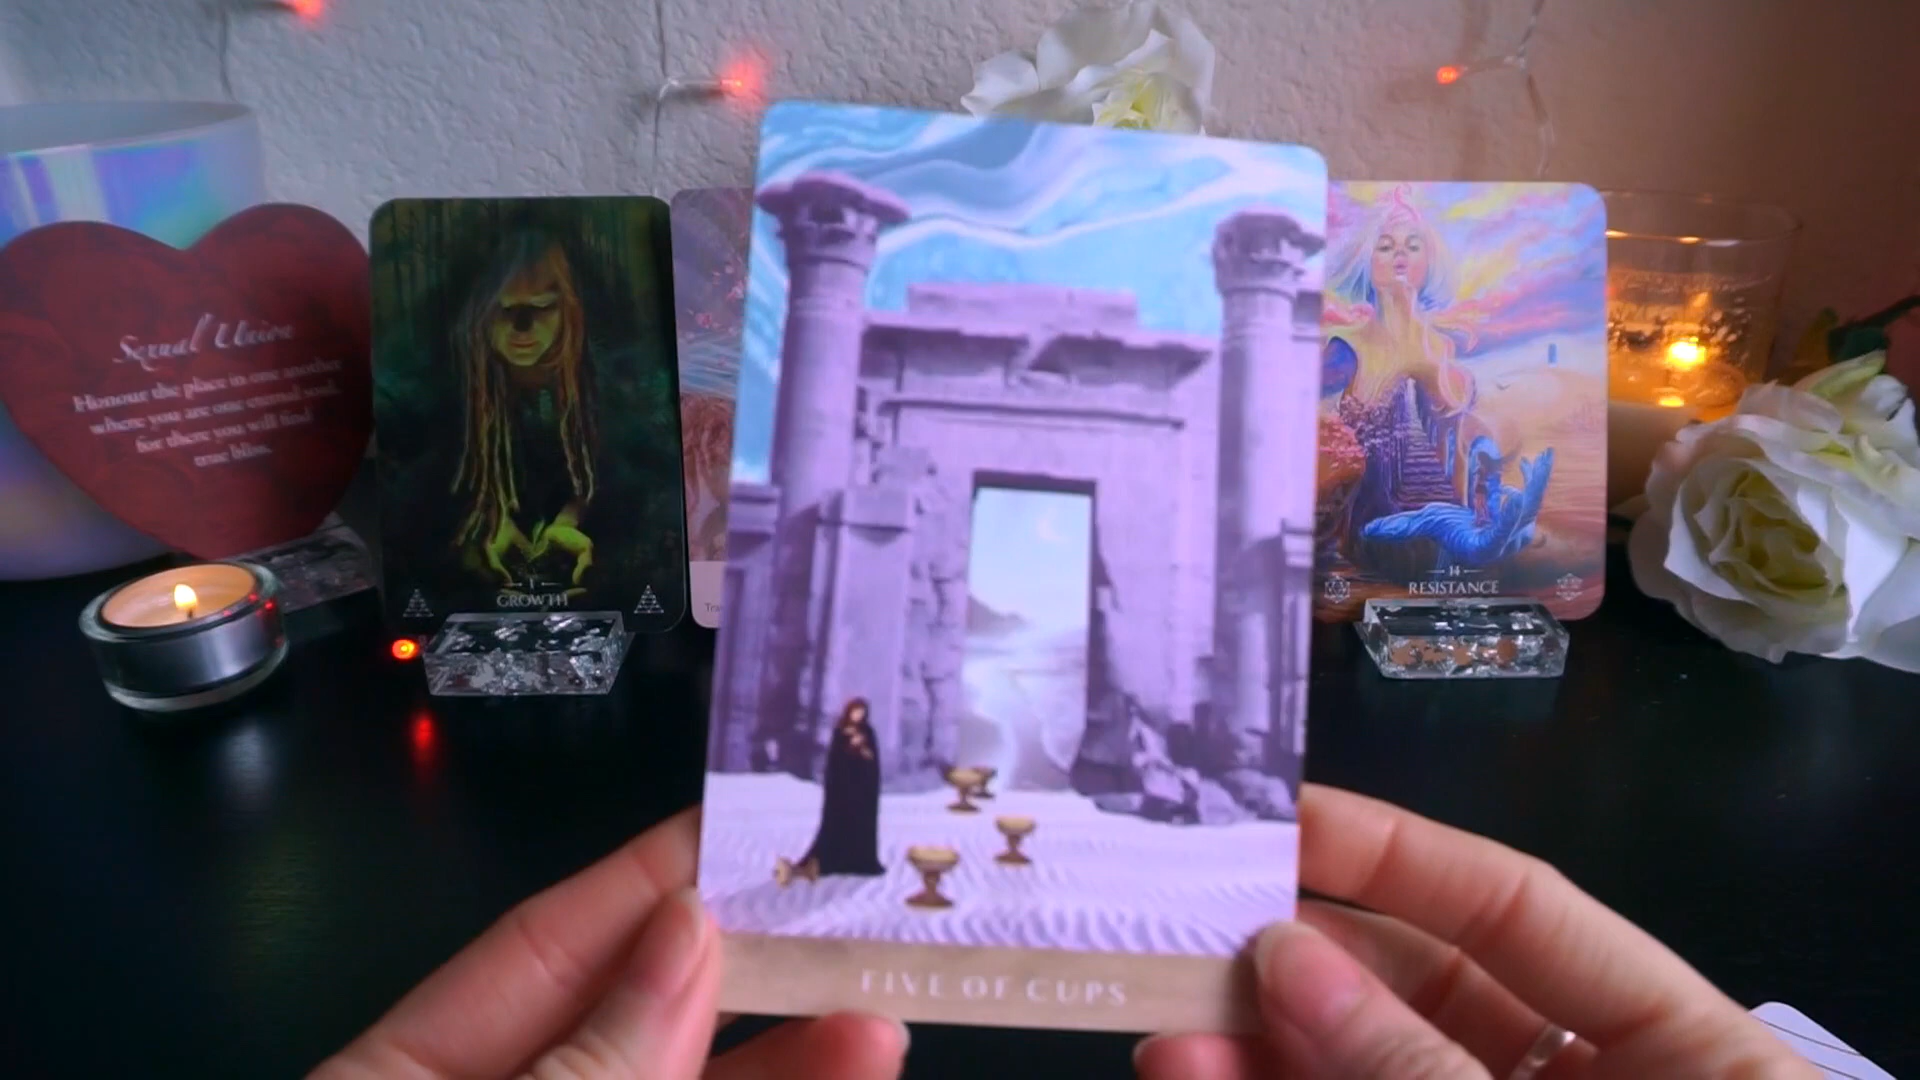 Sexual Union
Honour the place in one another
where you are one eternal soul,
for there you will find
true bliss.
1
GROWTH
FIVE OF CUPS
14
RESISTANCE